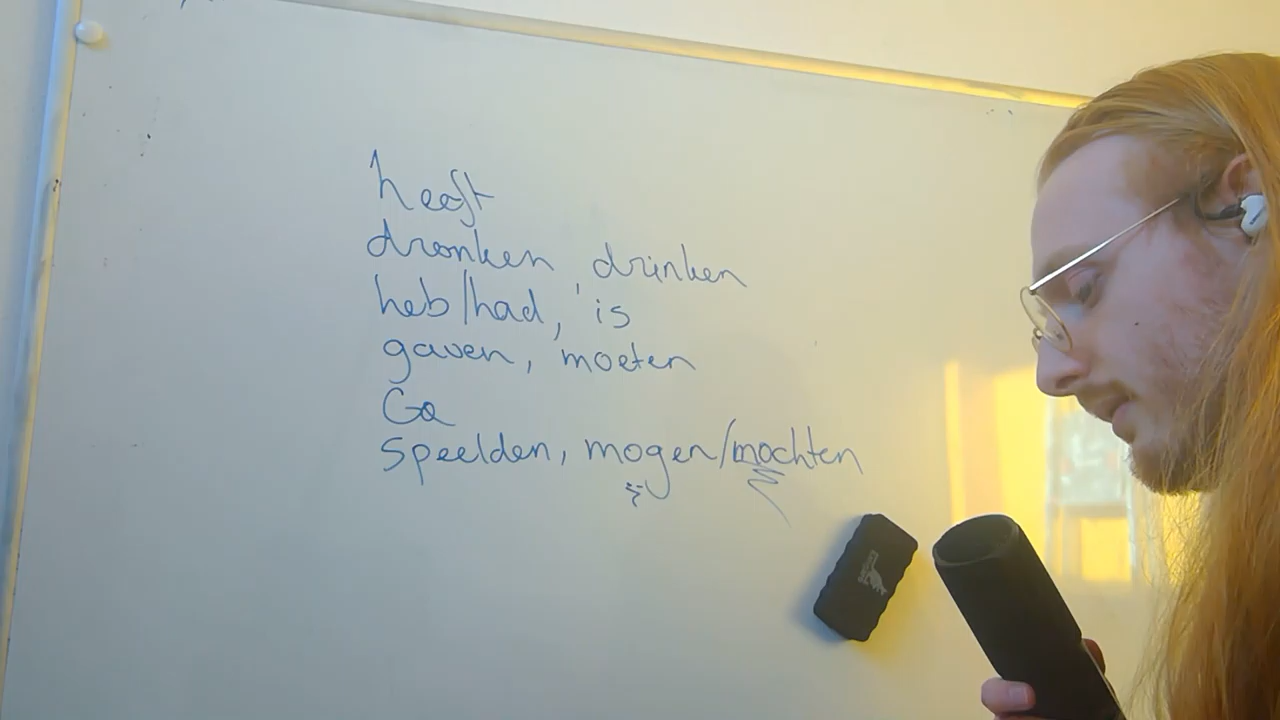 heeft
dronken, drinken
heb/had, is
gaven, moeten
Ga
speelden, mogen/mochten